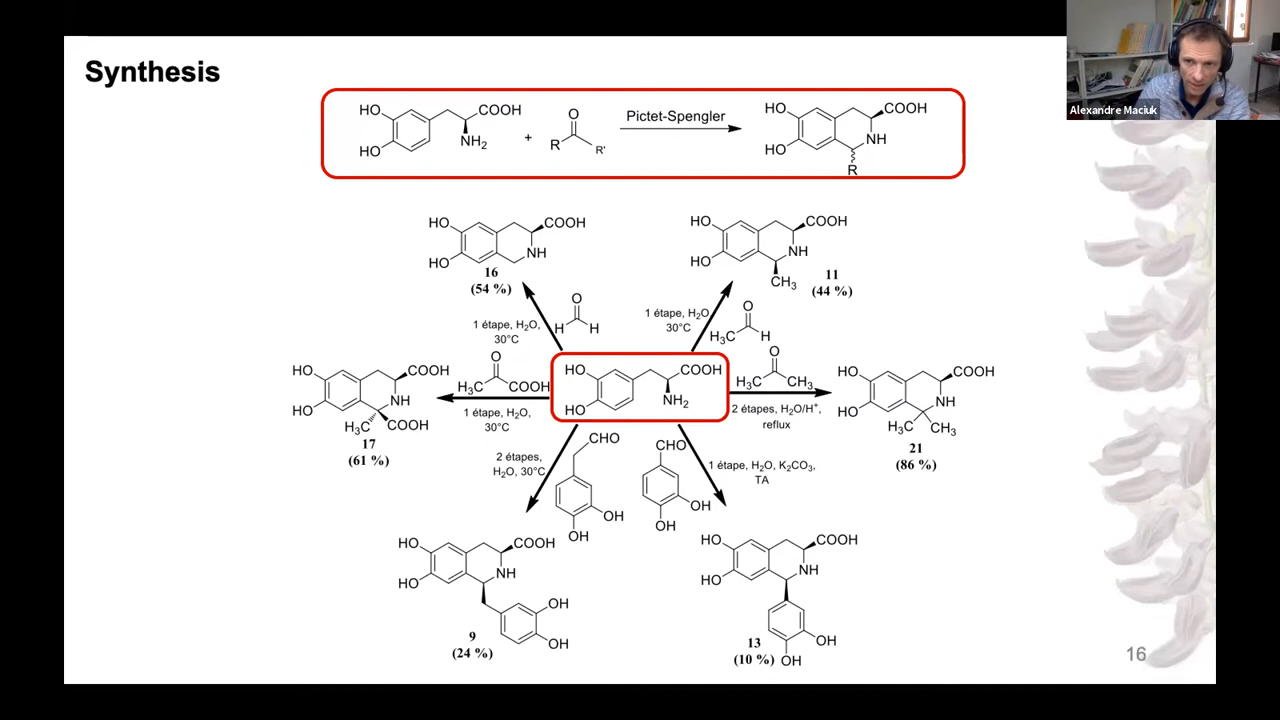 Synthesis
Alexandre Maciuk
HO
HO
COOH
NH₂
+
O
R
R'
Pictet-Spengler
HO
HO
COOH
NH
R
HO
HO
COOH
NH
16
(54 %)
HO
HO
COOH
NH
CH₃
11
(44 %)
1 étape, H₂O,
30°C
O
H
H
1 étape, H₂O
30°C
O
H₃C
H
HO
HO
COOH
NH
H₃C
COOH
17
(61 %)
O
H₃C
COOH
1 étape, H₂O,
30°C
HO
HO
COOH
NH₂
O
H₃C
CH₃
2 étapes, H₂O/H⁺,
reflux
HO
HO
COOH
NH
H₃C
CH₃
21
(86 %)
2 étapes,
H₂O, 30°C
CHO
OH
OH
CHO
OH
OH
1 étape, H₂O, K₂CO₃,
TA
HO
HO
COOH
NH
OH
OH
9
(24 %)
HO
HO
COOH
NH
OH
OH
13
(10 %)
16